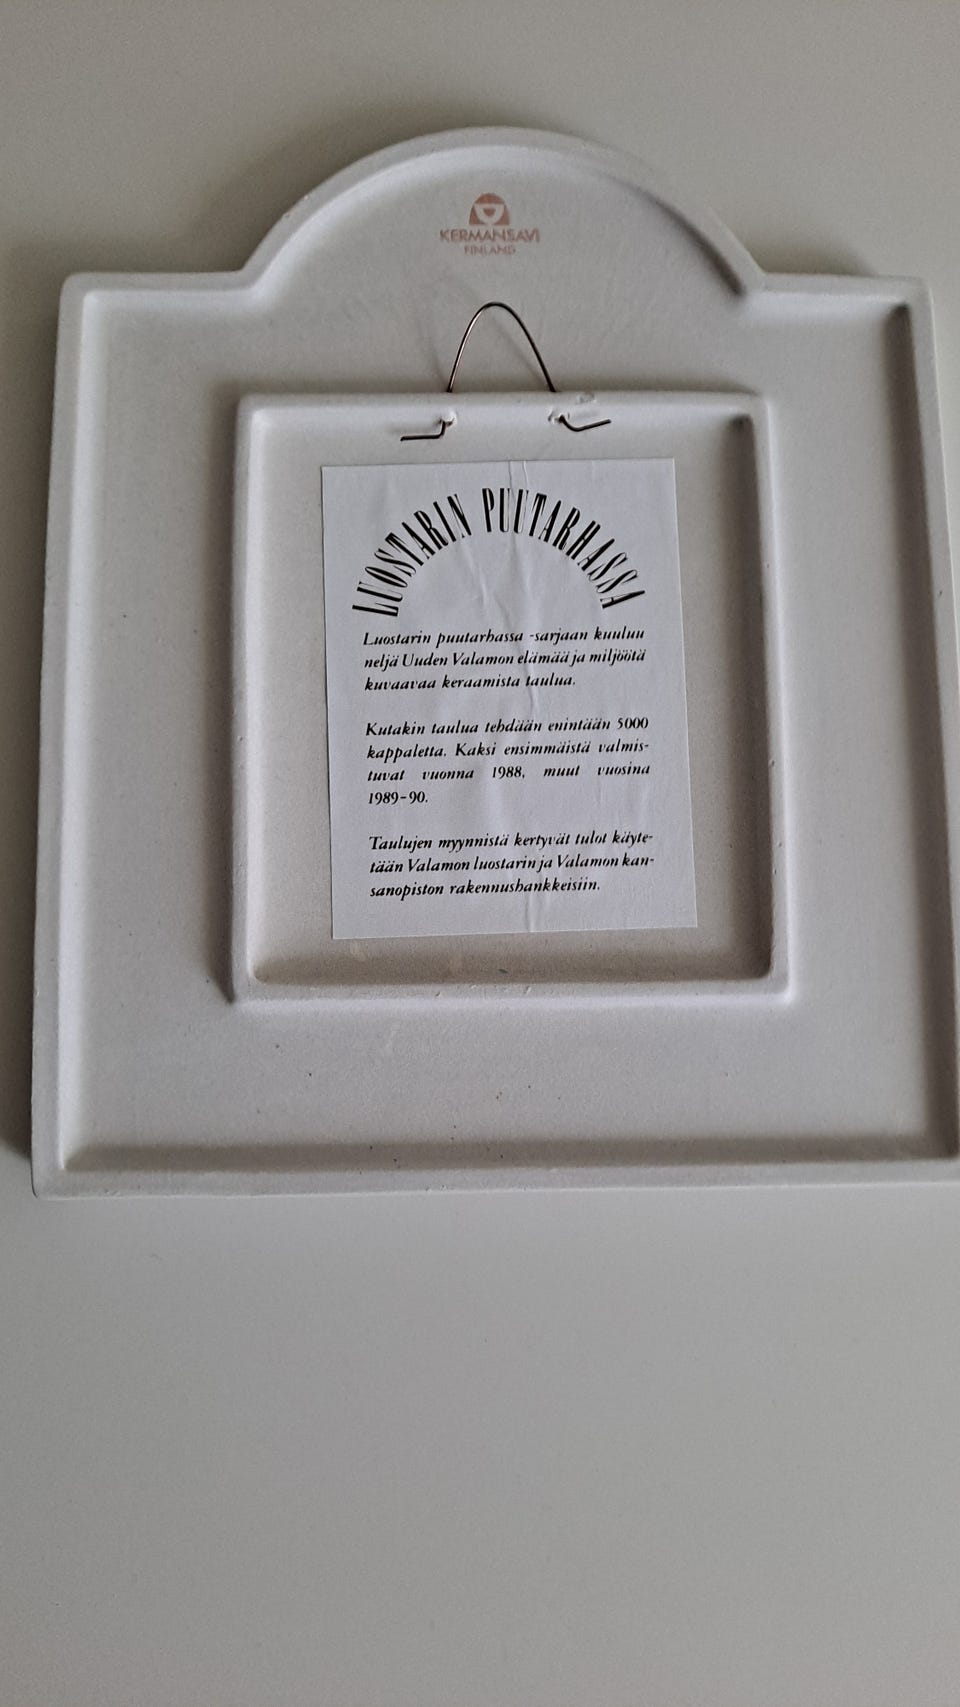 KERMANSAVI
FINLAND
LUOSTARIN PUUTARHASSA
Luostarin puutarhassa -sarjaan kuuluu
neljä Uuden Valamon elämää ja miljöötä
kuvaavaa keraamista taulua.
Kutakin taulua tehdään enintään 5000
kappaletta. Kaksi ensimmäistä valmis-
tuvat vuonna 1988, muut vuosina
1989-90.
Taulujen myynnistä kertyvät tulot käyte-
tään Valamon luostarin ja Valamon kan-
sanopiston rakennushankkeisiin.